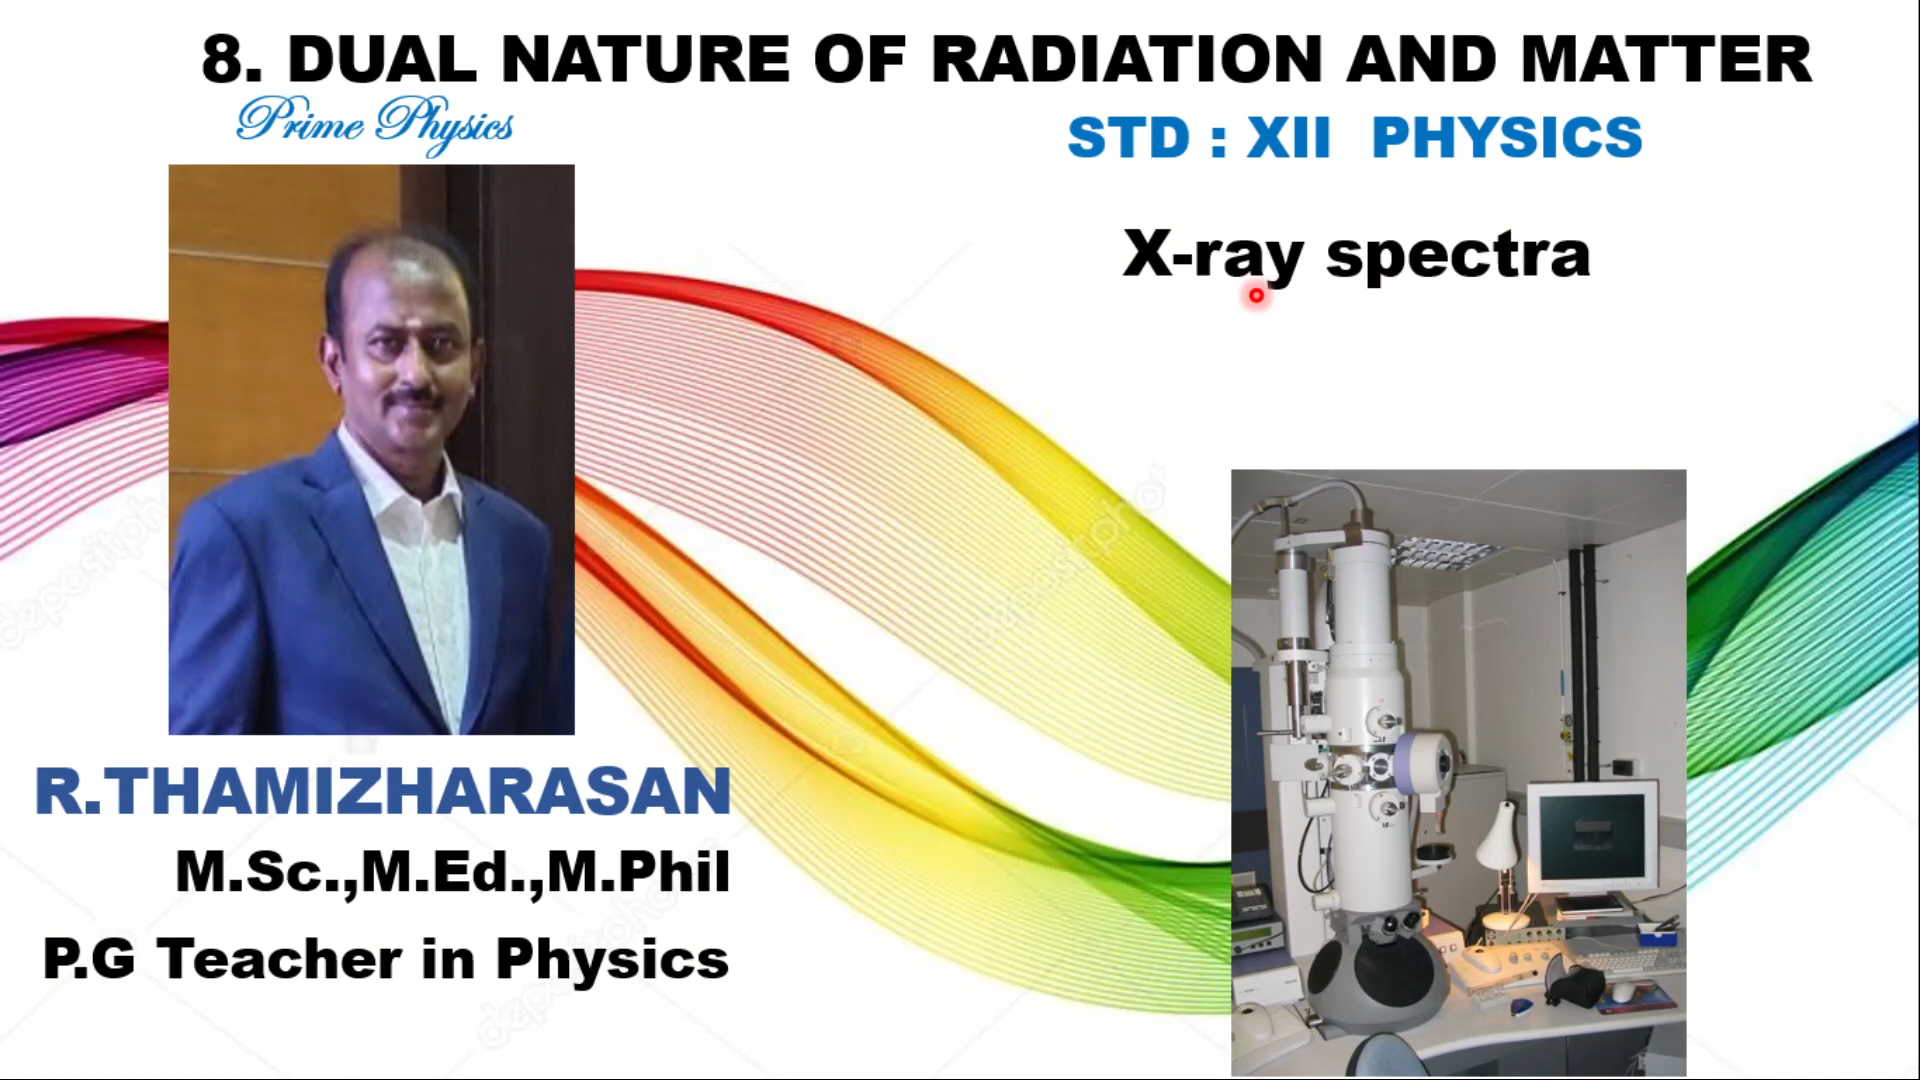 8. DUAL NATURE OF RADIATION AND MATTER
Prime Physics
STD : XII PHYSICS
X-ray spectra
R.THAMIZHARASAN
M.Sc.,M.Ed.,M.Phil
P.G Teacher in Physics
depositphotos